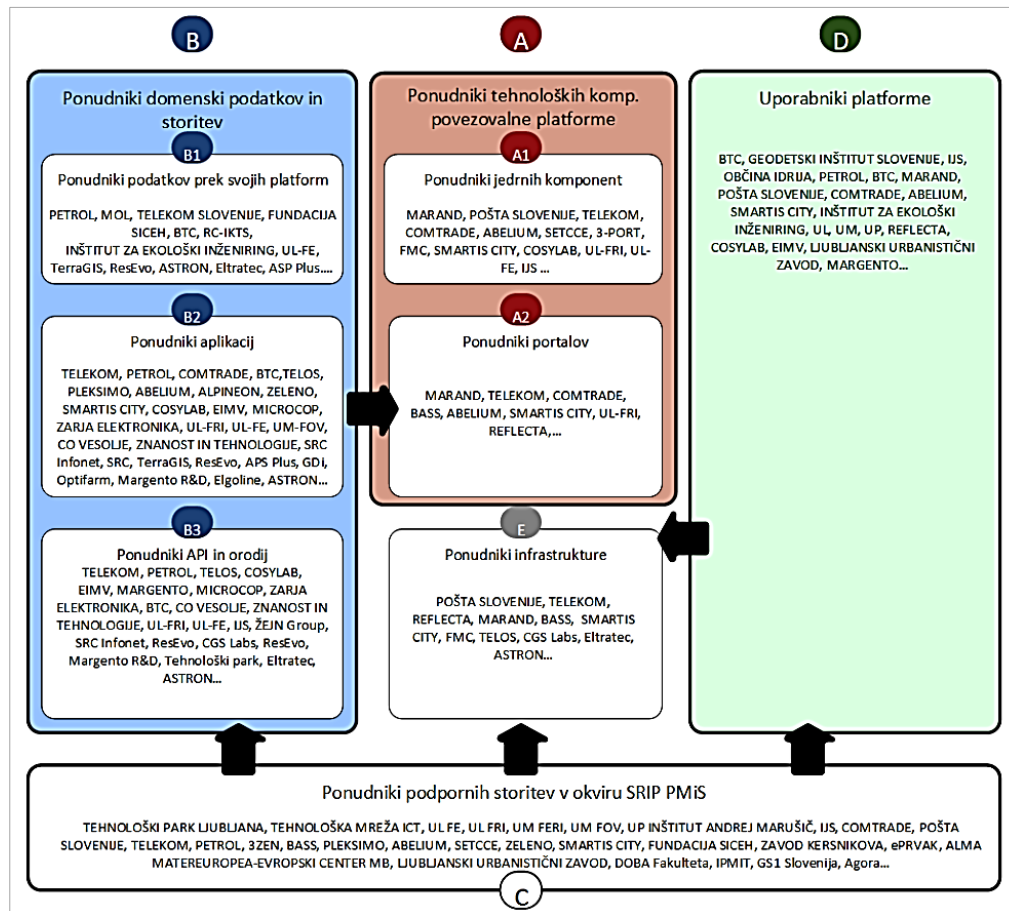 B
Ponudniki domenski podatkov in
storitev
B1
Ponudniki podatkov prek svojih platform
PETROL, MOL, TELEKOM SLOVENIJE, FUNDACIJA
SICEH, BTC, RC-IKTS,
INŠTITUT ZA EKOLOŠKI INŽENIRING, UL-FE,
TerraGIS, ResEvo, ASTRON, Eltratec, ASP Plus....
B2
Ponudniki aplikacij
TELEKOM, PETROL, COMTRADE, BTC,TELOS,
PLEKSIMO, ABELIUM, ALPINEON, ZELENO,
SMARTIS CITY, COSYLAB, EIMV, MICROCOP,
ZARJA ELEKTRONIKA, UL-FRI, UL-FE, UM-FOV,
CO VESOLJE, ZNANOST IN TEHNOLOGIJE, SRC
Infonet, SRC, TerraGIS, ResEvo, APS Plus, GDi,
Optifarm, Margento R&D, Elgoline, ASTRON...
B3
Ponudniki API in orodij
TELEKOM, PETROL, TELOS, COSYLAB,
EIMV, MARGENTO, MICROCOP, ZARJA
ELEKTRONIKA, BTC, CO VESOLJE, ZNANOST IN
TEHNOLOGIJE, UL-FRI, UL-FE, IJS, ŽEJN Group,
SRC Infonet, ResEvo, CGS Labs, ResEvo,
Margento R&D, Tehnološki park, Eltratec,
ASTRON...
A
Ponudniki tehnoloških komp.
povezovalne platforme
A1
Ponudniki jedrnih komponent
MARAND, POŠTA SLOVENIJE, TELEKOM,
COMTRADE, ABELIUM, SETCCE, 3-PORT,
FMC, SMARTIS CITY, COSYLAB, UL-FRI, UL-
FE, IJS ...
A2
Ponudniki portalov
MARAND, TELEKOM, COMTRADE,
BASS, ABELIUM, SMARTIS CITY, UL-FRI,
REFLECTA,...
E
Ponudniki infrastrukture
POŠTA SLOVENIJE, TELEKOM,
REFLECTA, MARAND, BASS, SMARTIS
CITY, FMC, TELOS, CGS Labs, Eltratec,
ASTRON...
D
Uporabniki platforme
BTC, GEODETSKI INŠTITUT SLOVENIJE, IJS,
OBČINA IDRIJA, PETROL, BTC, MARAND,
POŠTA SLOVENIJE, COMTRADE, ABELIUM,
SMARTIS CITY, INŠTITUT ZA EKOLOŠKI
INŽENIRING, UL, UM, UP, REFLECTA,
COSYLAB, EIMV, LJUBLJANSKI URBANISTIČNI
ZAVOD, MARGENTO...
Ponudniki podpornih storitev v okviru SRIP PMiS
TEHNOLOŠKI PARK LJUBLJANA, TEHNOLOŠKA MREŽA ICT, UL FE, UL FRI, UM FERI, UM FOV, UP INŠTITUT ANDREJ MARUŠIČ, IJS, COMTRADE, POŠTA
SLOVENIJE, TELEKOM, PETROL, 3ZEN, BASS, PLEKSIMO, ABELIUM, SETCCE, ZELENO, SMARTIS CITY, FUNDACIJA SICEH, ZAVOD KERSNIKOVA, ePRVAK, ALMA
MATEREUROPEA-EVROPSKI CENTER MB, LJUBLJANSKI URBANISTIČNI ZAVOD, DOBA Fakulteta, IPMIT, GS1 Slovenija, Agora...
C